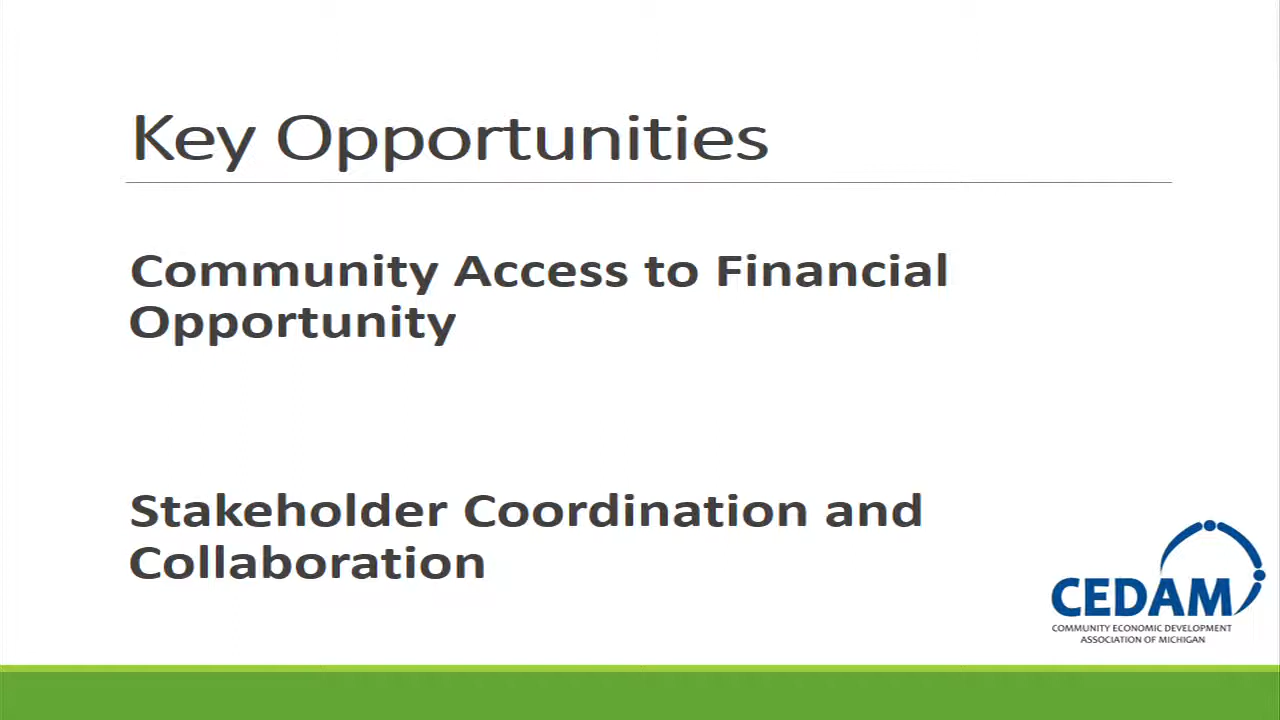 Key Opportunities
Community Access to Financial
Opportunity
Stakeholder Coordination and
Collaboration
CEDAM
COMMUNITY ECONOMIC DEVELOPMENT
ASSOCIATION OF MICHIGAN